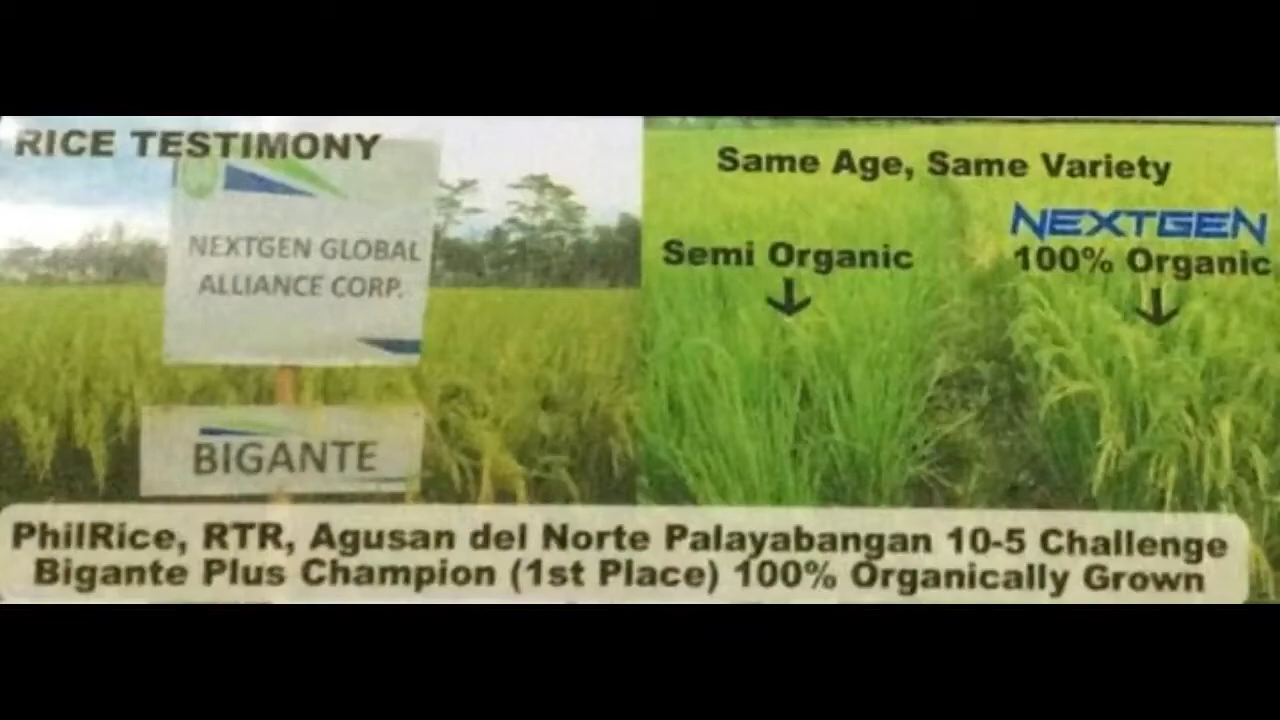 RICE TESTIMONY
NEXTGEN GLOBAL
ALLIANCE CORP.
BIGANTE
Same Age, Same Variety
Semi Organic
NEXTGEN
100% Organic
PhilRice, RTR, Agusan del Norte Palayabangan 10-5 Challenge
Bigante Plus Champion (1st Place) 100% Organically Grown